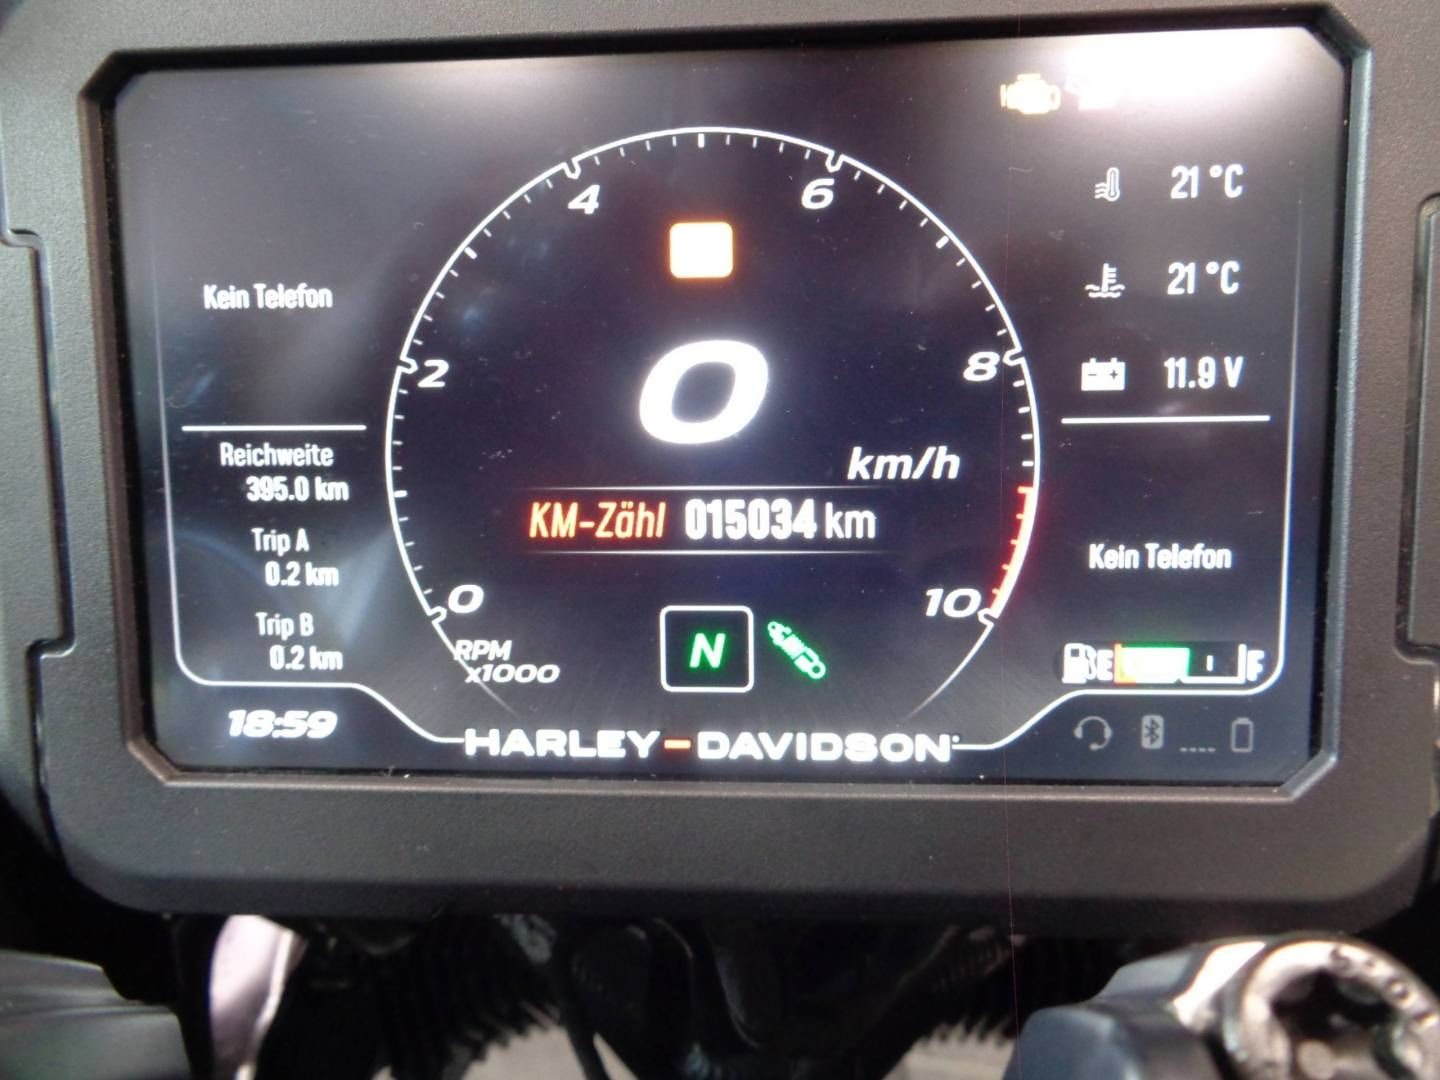 21 °C
4
6
Kein Telefon
21 °C
2
0
8
11.9 V
km/h
Reichweite
395.0 km
KM-Zähl 015034 km
Trip A
0.2 km
Kein Telefon
0
10
Trip B
0.2 km
RPM
x1000
N
E
F
18:59
HARLEY-DAVIDSON